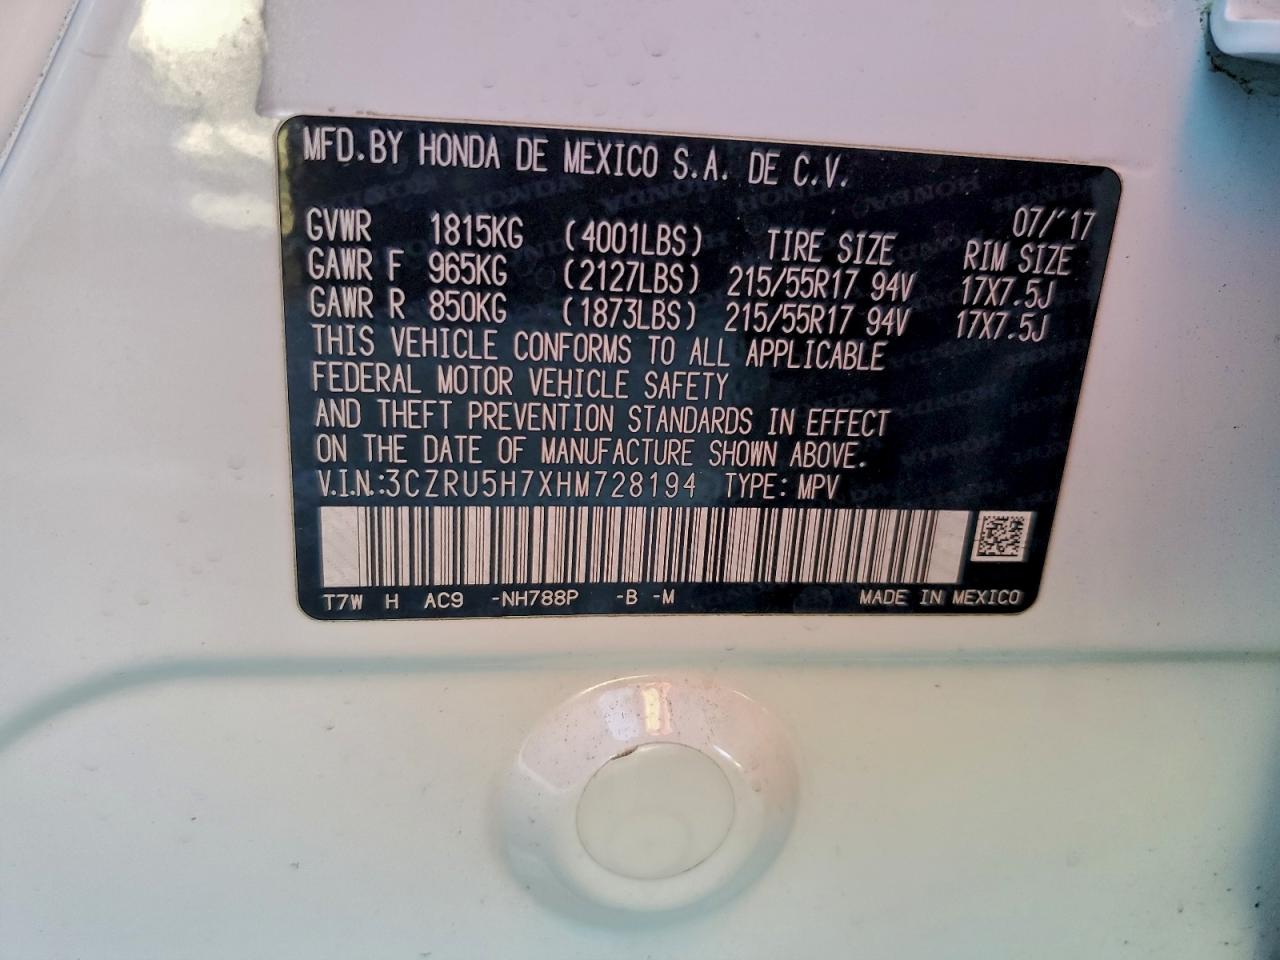 MFD.BY HONDA DE MEXICO S.A. DE C.V.
07/'17
GVWR 1815KG (4001LBS) TIRE SIZE RIM SIZE
GAWR F 965KG (2127LBS) 215/55R17 94V 17X7.5J
GAWR R 850KG (1873LBS) 215/55R17 94V 17X7.5J
THIS VEHICLE CONFORMS TO ALL APPLICABLE
FEDERAL MOTOR VEHICLE SAFETY
AND THEFT PREVENTION STANDARDS IN EFFECT
ON THE DATE OF MANUFACTURE SHOWN ABOVE.
V.I.N.:3CZRU5H7XHM728194 TYPE: MPV
T7W H AC9 -NH788P -B -M MADE IN MEXICO